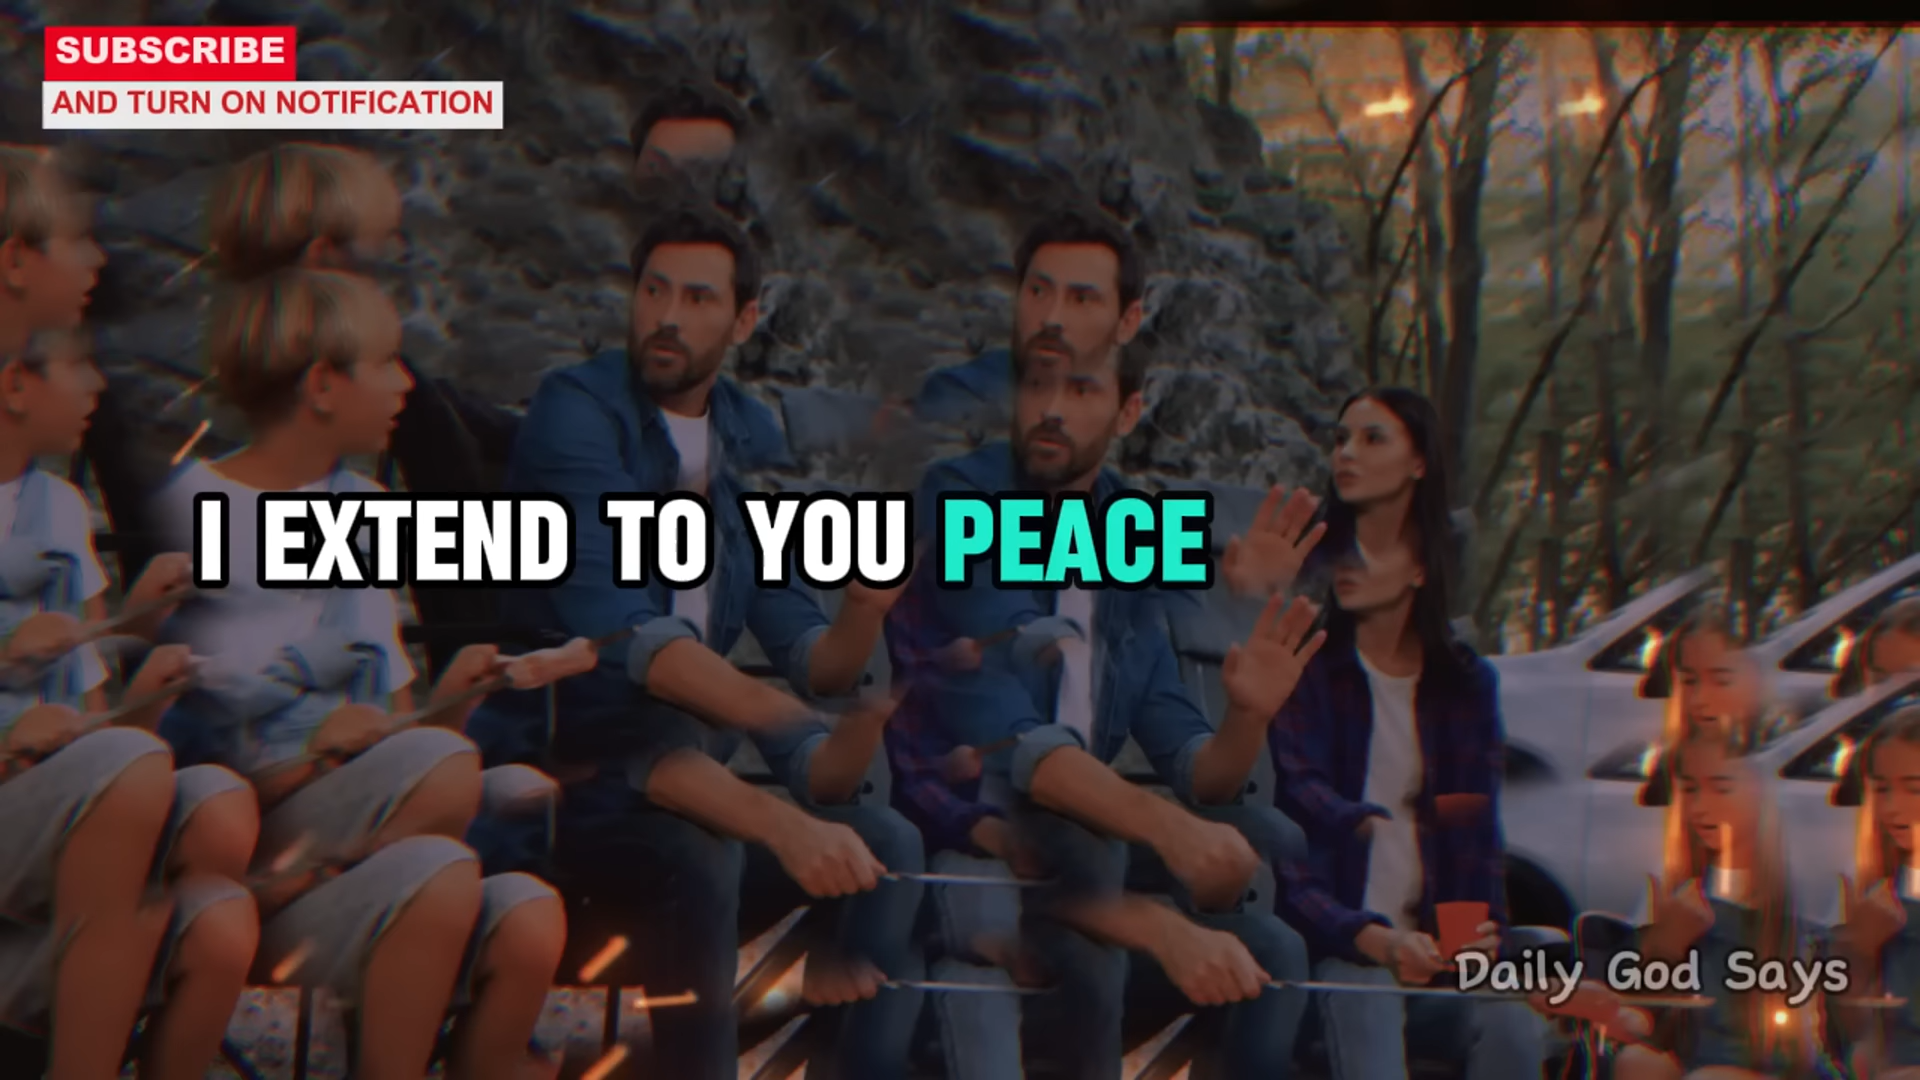 SUBSCRIBE
AND TURN ON NOTIFICATION
I EXTEND TO YOU PEACE
Daily God Says